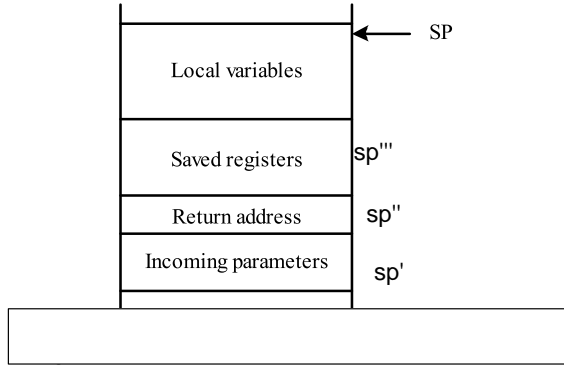 SP
Local variables
Saved registers
sp'''
Return address
sp''
Incoming parameters
sp'